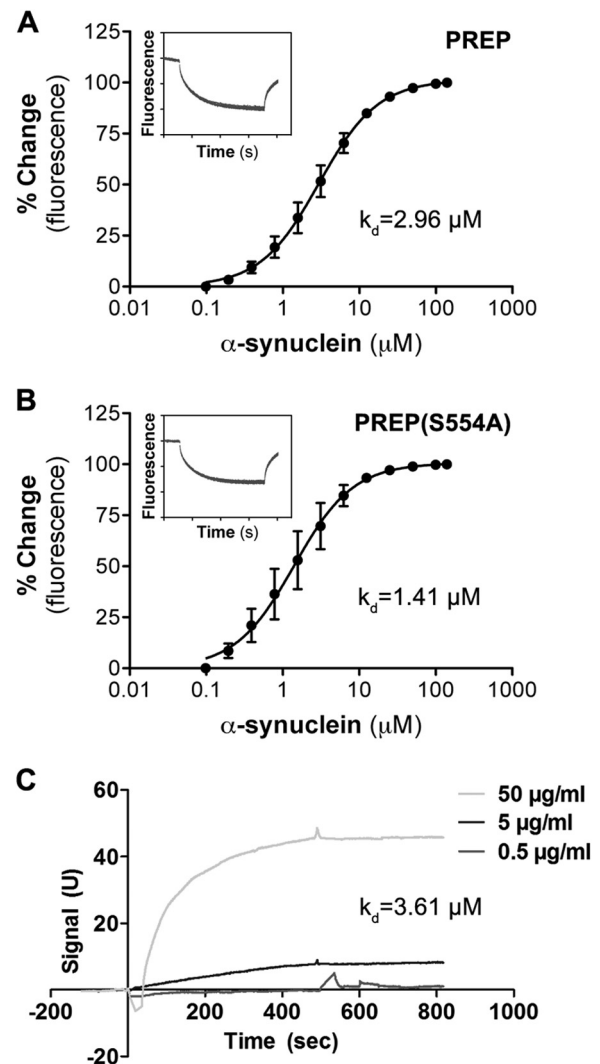 A
PREP
% Change
(fluorescence)
125
100
75
50
25
0
Fluorescence
Time (s)
kd=2.96 µM
0.01 0.1 1 10 100 1000
α-synuclein (µM)
B
PREP(S554A)
% Change
(fluorescence)
125
100
75
50
25
0
Fluorescence
Time (s)
kd=1.41 µM
0.01 0.1 1 10 100 1000
α-synuclein (µM)
C
Signal (U)
60
40
20
-20
50 µg/ml
5 µg/ml
0.5 µg/ml
kd=3.61 µM
-200 200 400 600 800 1000
Time (sec)